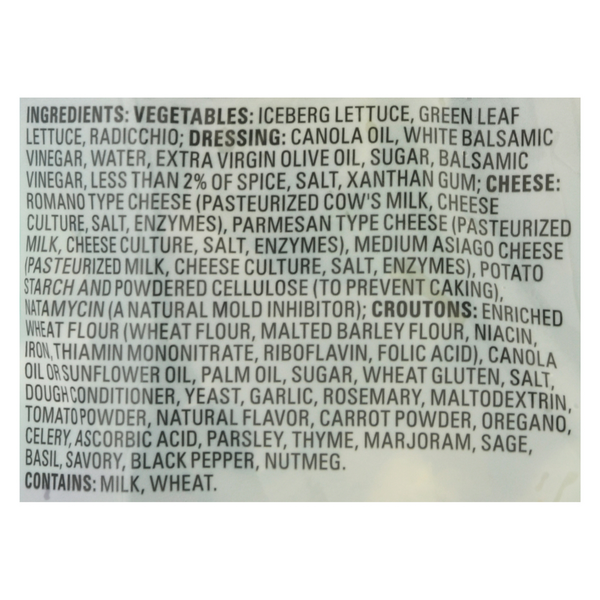 INGREDIENTS: VEGETABLES: ICEBERG LETTUCE, GREEN LEAF
LETTUCE, RADICCHIO; DRESSING: CANOLA OIL, WHITE BALSAMIC
VINEGAR, WATER, EXTRA VIRGIN OLIVE OIL, SUGAR, BALSAMIC
VINEGAR, LESS THAN 2% OF SPICE, SALT, XANTHAN GUM; CHEESE:
ROMANO TYPE CHEESE (PASTEURIZED COW'S MILK, CHEESE
CULTURE, SALT, ENZYMES), PARMESAN TYPE CHEESE (PASTEURIZED
MILK, CHEESE CULTURE, SALT, ENZYMES), MEDIUM ASIAGO CHEESE
(PASTEURIZED MILK, CHEESE CULTURE, SALT, ENZYMES), POTATO
STARCH AND POWDERED CELLULOSE (TO PREVENT CAKING),
NATAMYCIN (A NATURAL MOLD INHIBITOR); CROUTONS: ENRICHED
WHEAT FLOUR (WHEAT FLOUR, MALTED BARLEY FLOUR, NIACIN,
IRON, THIAMIN MONONITRATE, RIBOFLAVIN, FOLIC ACID), CANOLA
OIL OR SUNFLOWER OIL, PALM OIL, SUGAR, WHEAT GLUTEN, SALT,
DOUGH CONDITIONER, YEAST, GARLIC, ROSEMARY, MALTODEXTRIN,
TOMATO POWDER, NATURAL FLAVOR, CARROT POWDER, OREGANO,
CELERY, ASCORBIC ACID, PARSLEY, THYME, MARJORAM, SAGE,
BASIL, SAVORY, BLACK PEPPER, NUTMEG.
CONTAINS: MILK, WHEAT.